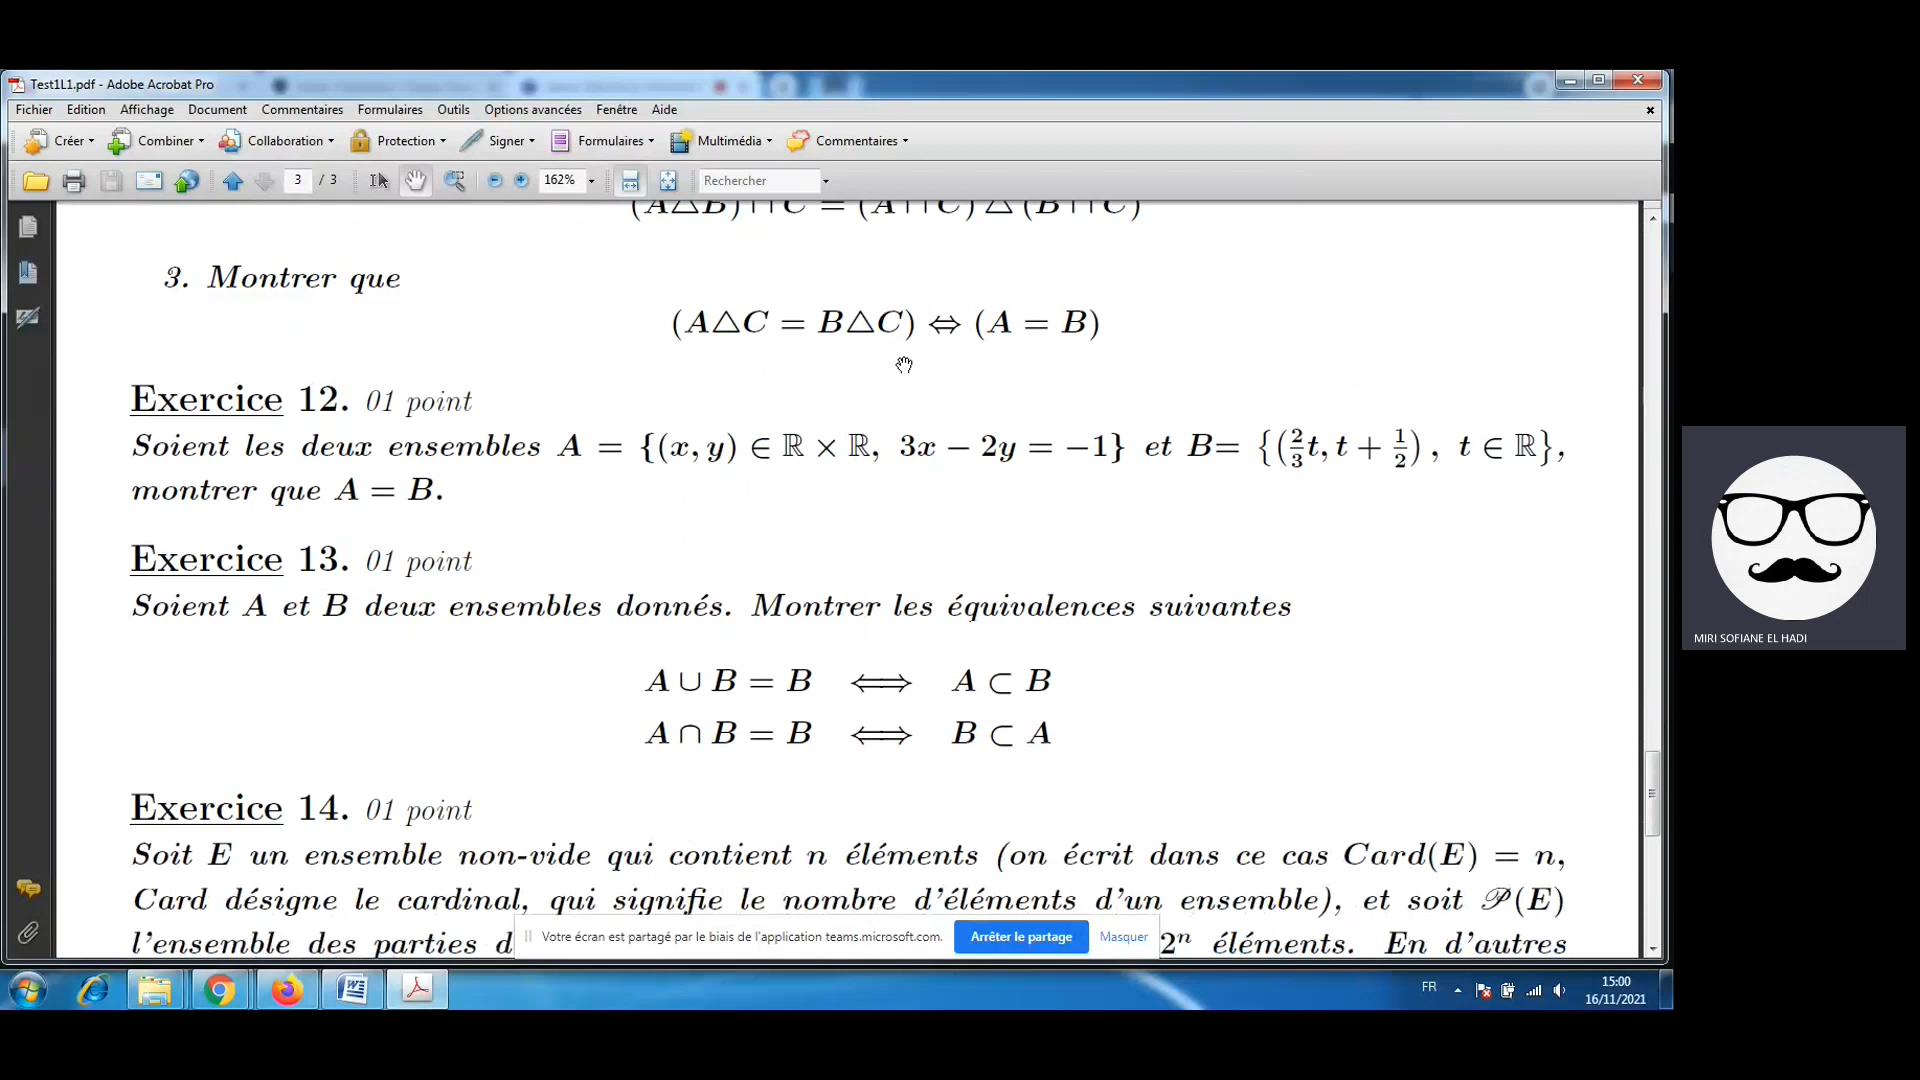 Test1L1.pdf - Adobe Acrobat Pro
Fichier Edition Affichage Document Commentaires Formulaires Outils Options avancées Fenêtre Aide
Créer Combiner Collaboration Protection Signer Formulaires Multimédia Commentaires
3 / 3 162% Rechercher
(A△B) ∩ C = (A ∩ C) △ (B ∩ C)
3. Montrer que
(A△C = B△C) ⇔ (A = B)
Exercice 12. 01 point
Soient les deux ensembles A = {(x, y) ∈ ℝ × ℝ, 3x − 2y = −1} et B= {(2/3 t, t + 1/2), t ∈ ℝ},
montrer que A = B.
Exercice 13. 01 point
Soient A et B deux ensembles donnés. Montrer les équivalences suivantes
A ∪ B = B ⟺ A ⊂ B
A ∩ B = B ⟺ B ⊂ A
Exercice 14. 01 point
Soit E un ensemble non-vide qui contient n éléments (on écrit dans ce cas Card(E) = n,
Card désigne le cardinal, qui signifie le nombre d'éléments d'un ensemble), et soit 𝒫(E)
l'ensemble des parties d 2ⁿ éléments. En d'autres
Votre écran est partagé par le biais de l'application teams.microsoft.com. Arrêter le partage Masquer
MIRI SOFIANE EL HADI
FR 15:00
16/11/2021